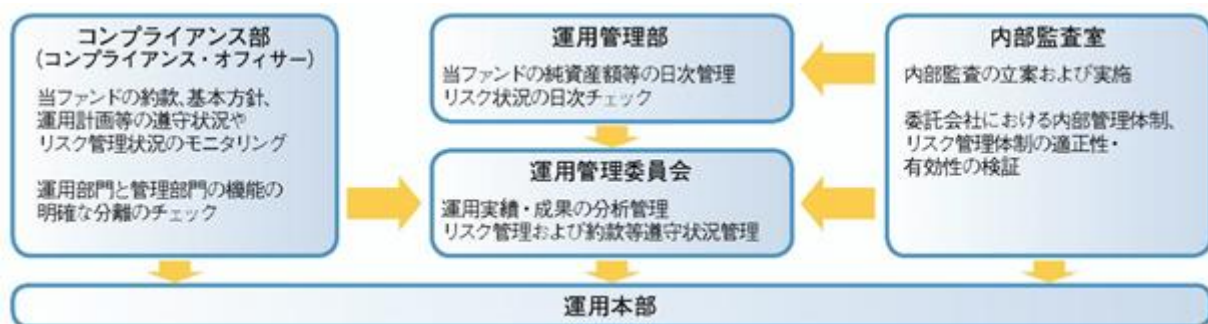 コンプライアンス部
(コンプライアンス・オフィサー)
当ファンドの約款、基本方針、
運用計画等の遵守状況や
リスク管理状況のモニタリング
運用部門と管理部門の機能の
明確な分離のチェック
運用管理部
当ファンドの純資産額等の日次管理
リスク状況の日次チェック
運用管理委員会
運用実績・成果の分析管理
リスク管理および約款等遵守状況管理
内部監査室
内部監査の立案および実施
委託会社における内部管理体制、
リスク管理体制の適正性・
有効性の検証
運用本部